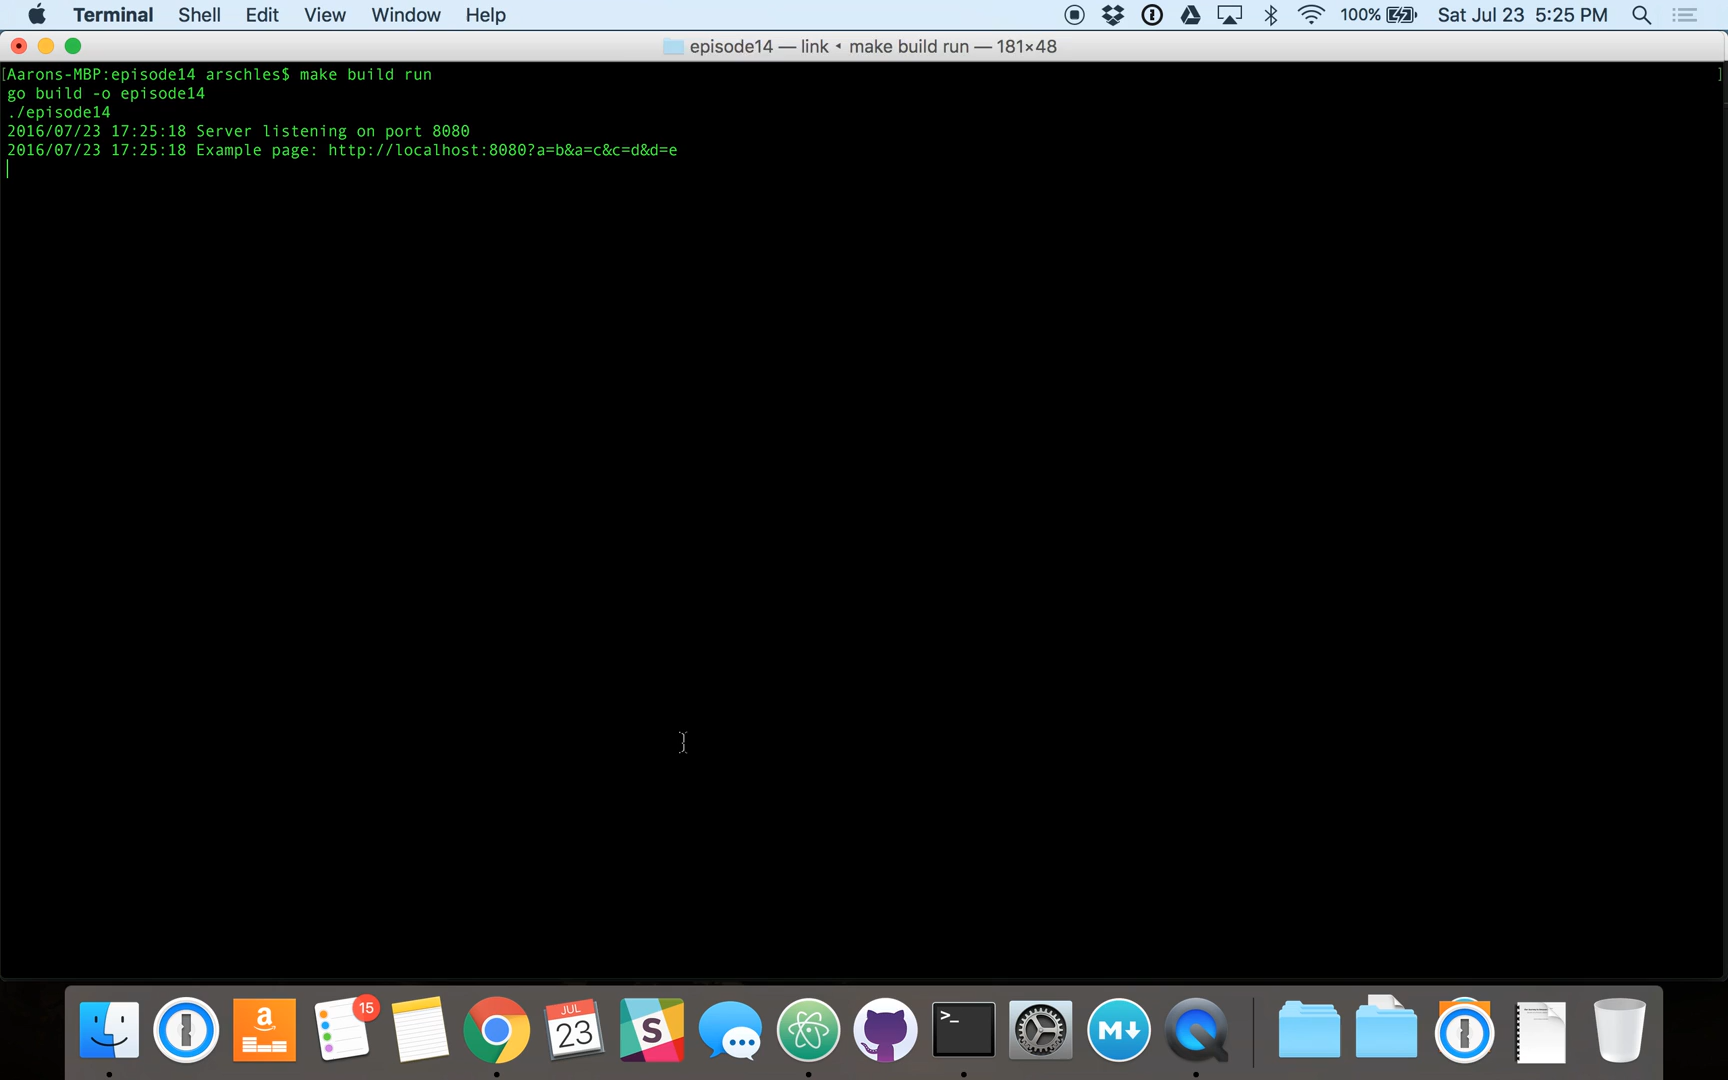 Terminal Shell Edit View Window Help 100% Sat Jul 23 5:25 PM
episode14 — link ◂ make build run — 181×48
[Aarons-MBP:episode14 arschles$ make build run ]
go build -o episode14
./episode14
2016/07/23 17:25:18 Server listening on port 8080
2016/07/23 17:25:18 Example page: http://localhost:8080?a=b&a=c&c=d&d=e
15
JUL
23
a
S
>_
M↓